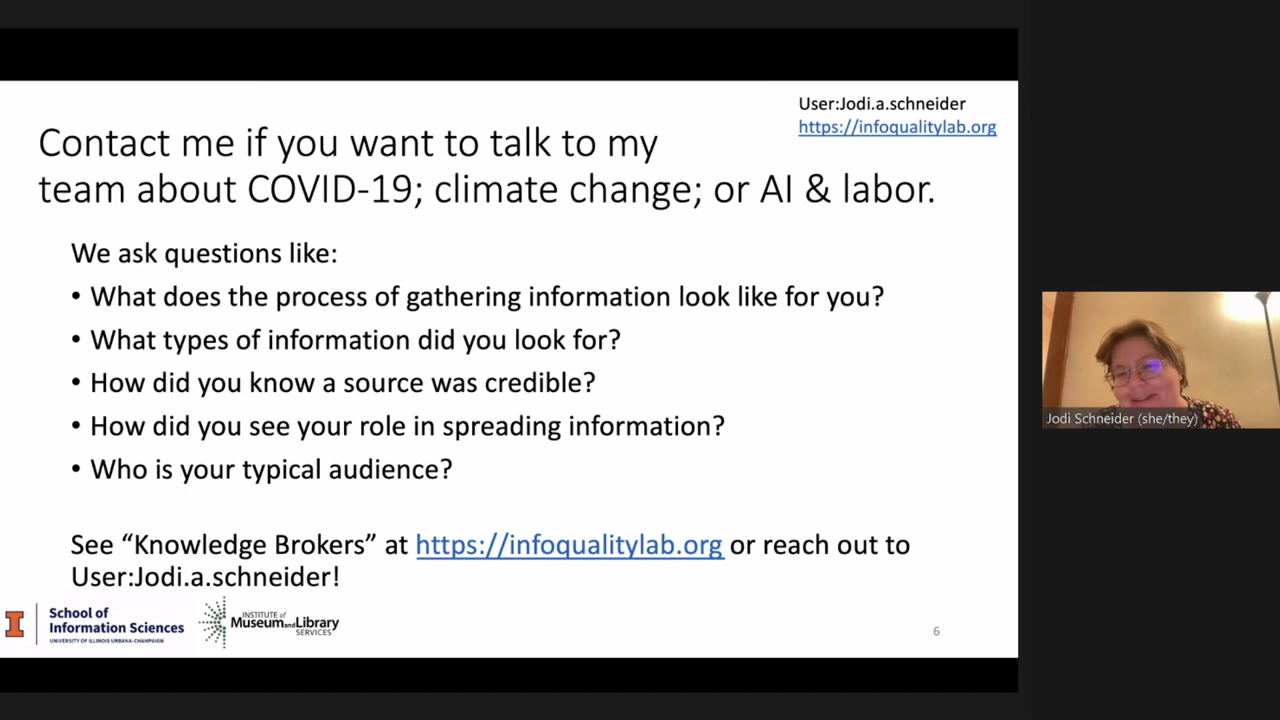 User:Jodi.a.schneider
https://infoqualitylab.org
Contact me if you want to talk to my
team about COVID-19; climate change; or AI & labor.
We ask questions like:
• What does the process of gathering information look like for you?
• What types of information did you look for?
• How did you know a source was credible?
• How did you see your role in spreading information?
• Who is your typical audience?
See “Knowledge Brokers” at https://infoqualitylab.org or reach out to
User:Jodi.a.schneider!
I
School of
Information Sciences
UNIVERSITY OF ILLINOIS URBANA-CHAMPAIGN
INSTITUTE of
Museum and Library
SERVICES
6
Jodi Schneider (she/they)